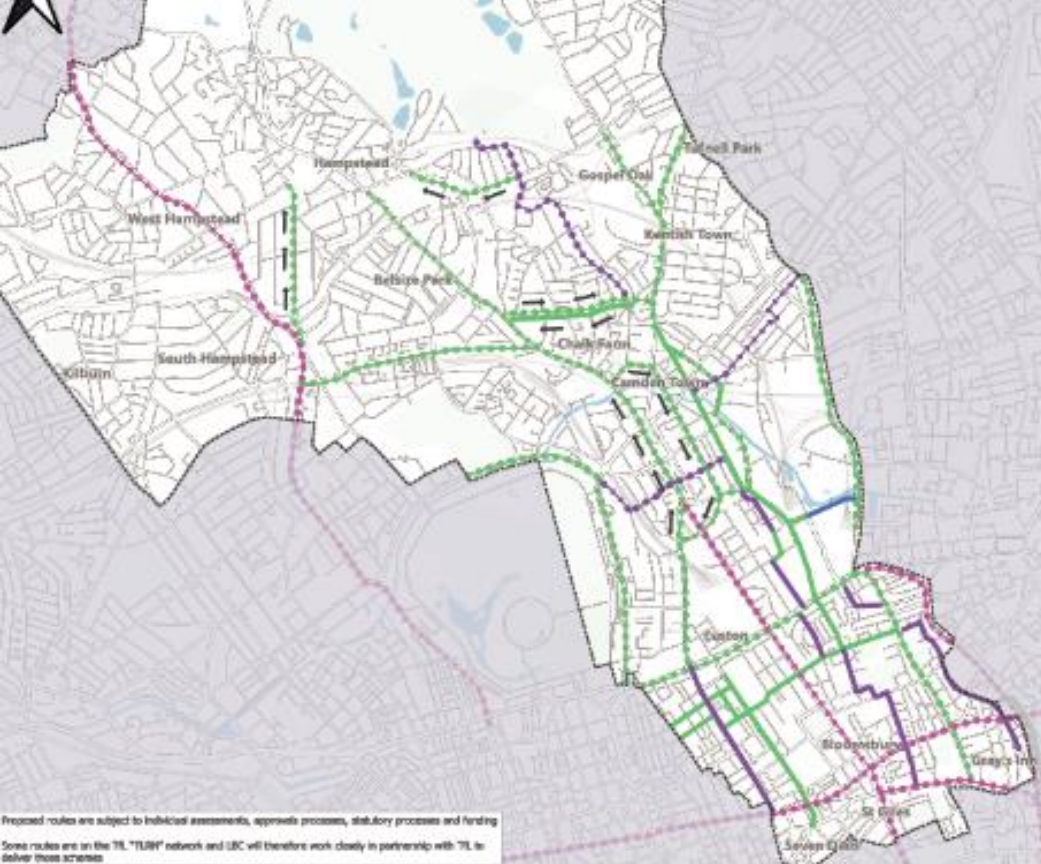 Tufnell Park
Hampstead
Gospel Oak
West Hampstead
Kentish Town
Belsize Park
Chalk Farm
South Hampstead
Kilburn
Camden Town
Euston
Bloomsbury
Gray's Inn
St Giles
Seven Dials
Proposed routes are subject to individual assessments, approvals processes, statutory processes and funding
Some routes are on the TfL "TLRN" network and LBC will therefore work closely in partnership with TfL to
deliver those schemes